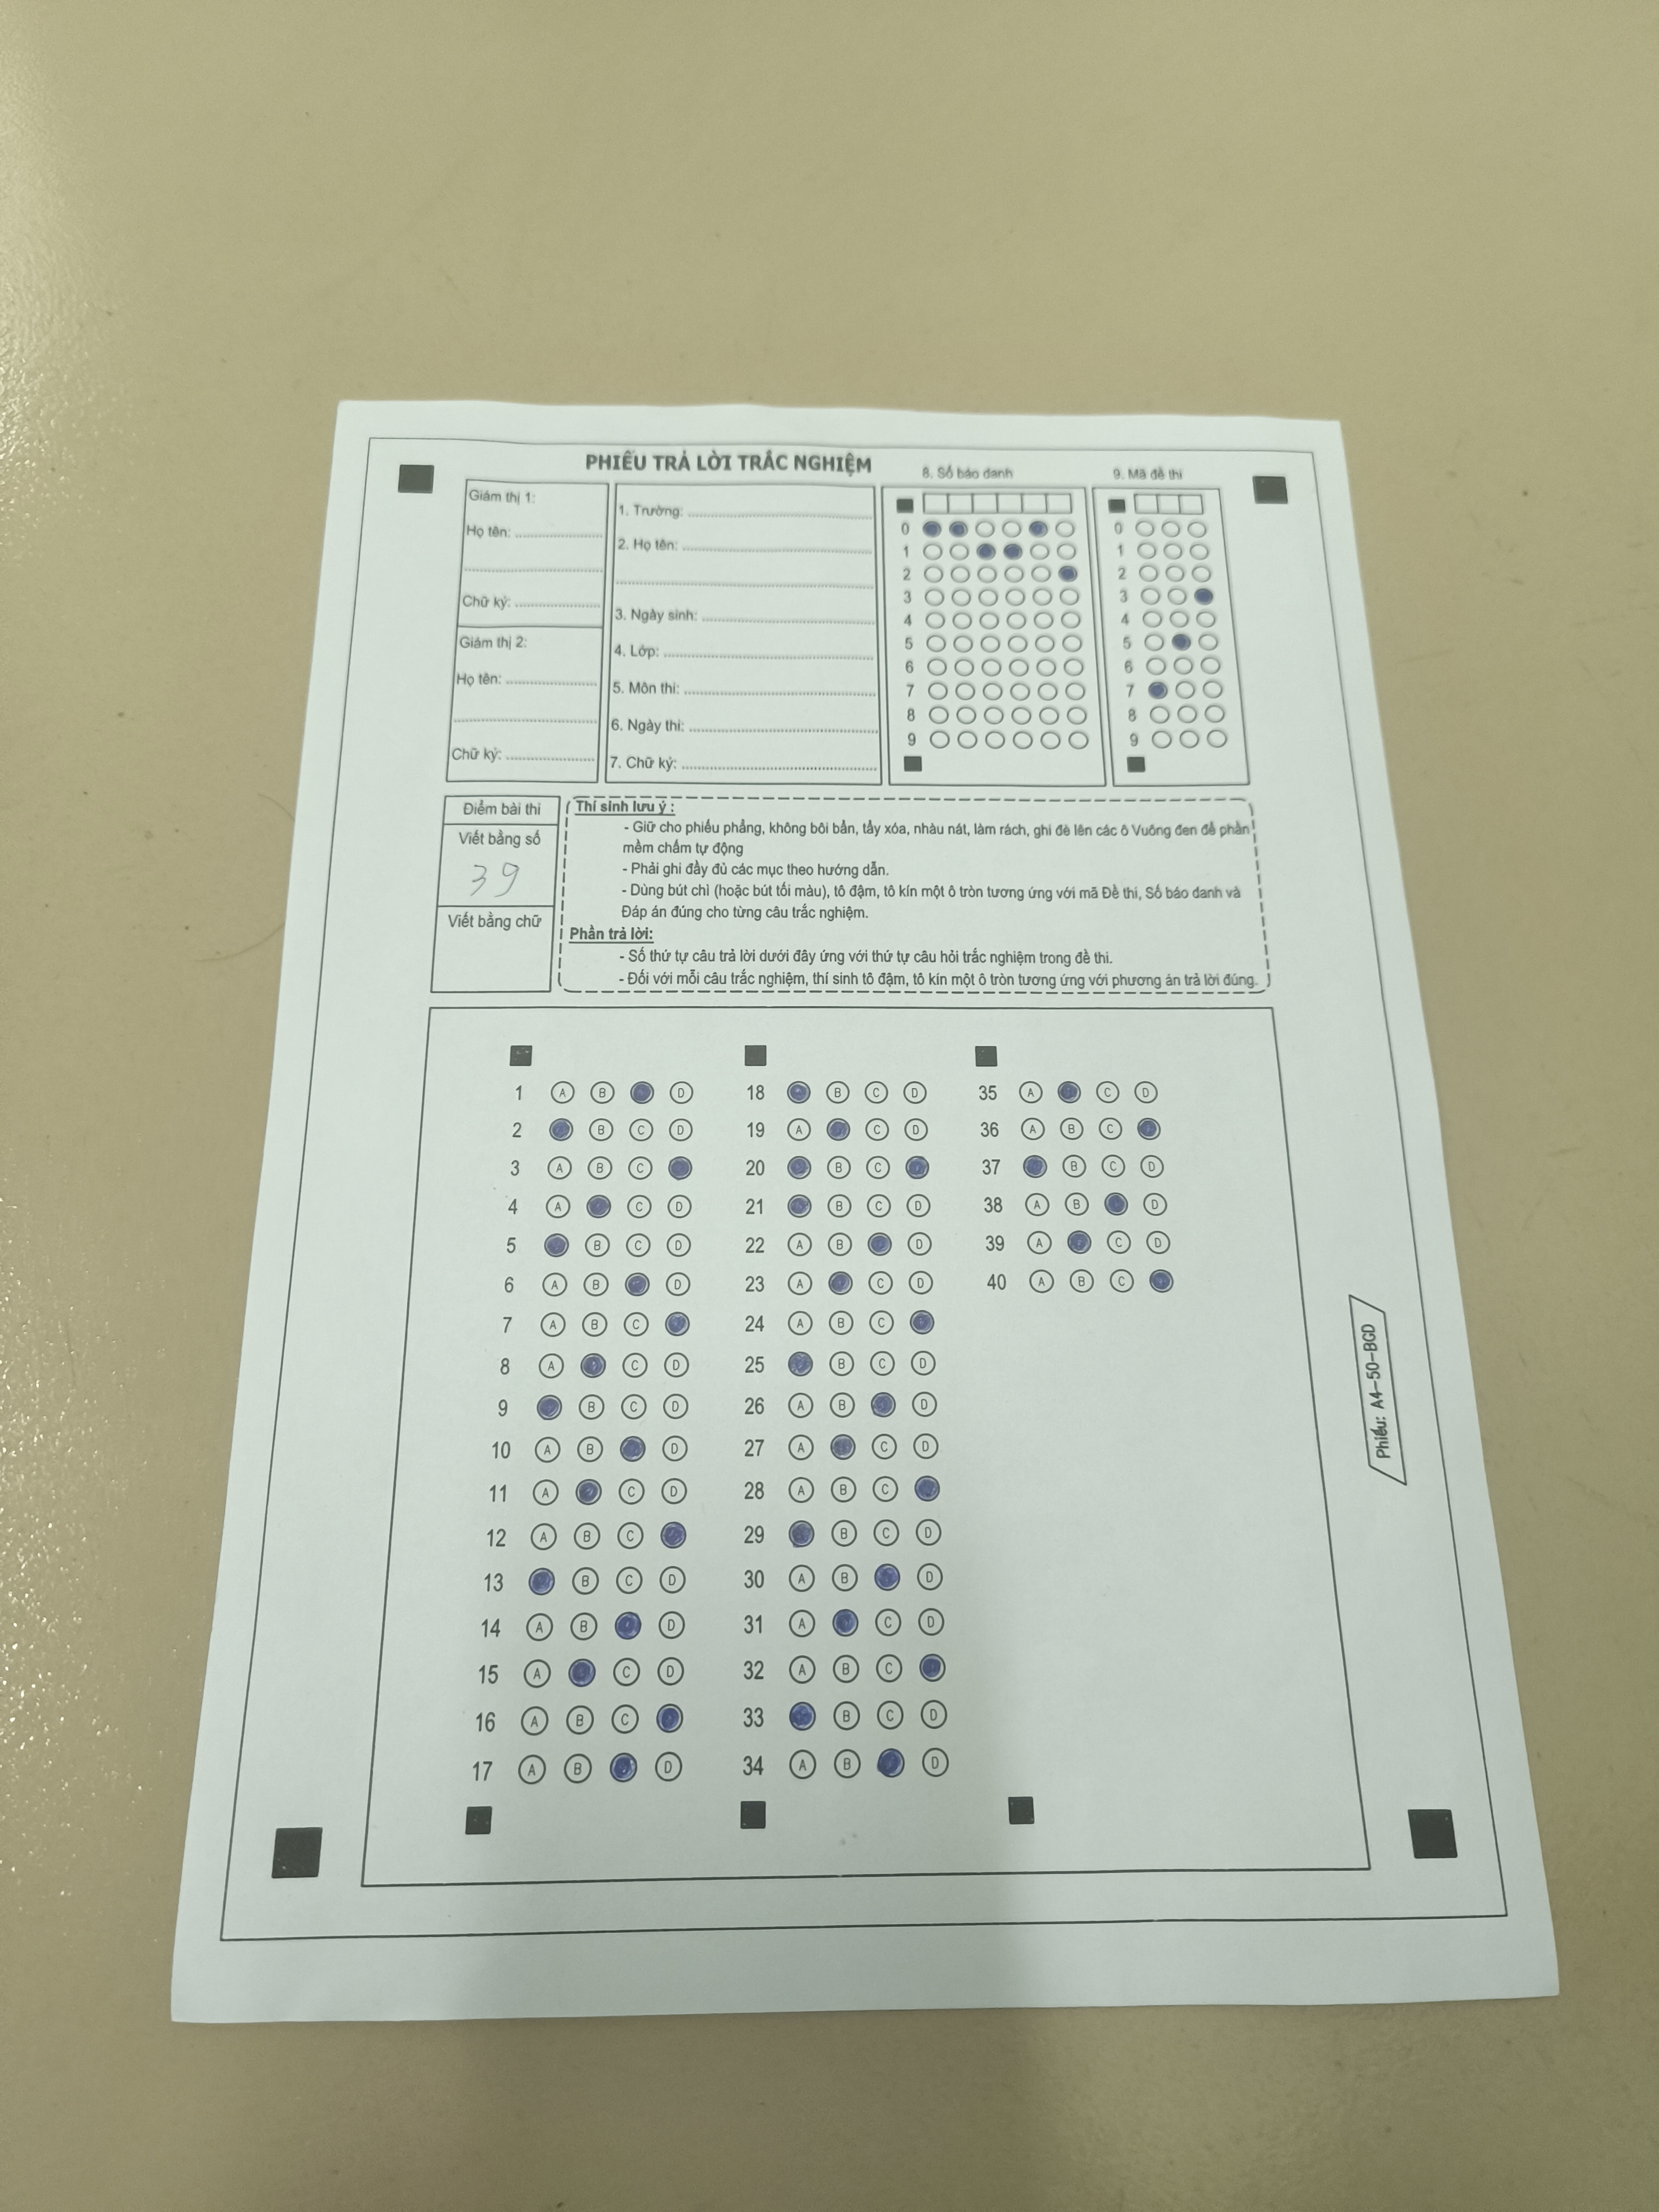 PHIẾU TRẢ LỜI TRẮC NGHIỆM
8. Số báo danh
9. Mã đề thi
Giám thị 1:
Họ tên:
Chữ ký:
Giám thị 2:
Họ tên:
Chữ ký:
1. Trường:
2. Họ tên:
3. Ngày sinh:
4. Lớp:
5. Môn thi:
6. Ngày thi:
7. Chữ ký:
0
1
2
3
4
5
6
7
8
9
0
1
2
3
4
5
6
7
8
9
Điểm bài thi
Viết bằng số
39
Viết bằng chữ
Thí sinh lưu ý :
- Giữ cho phiếu phẳng, không bôi bẩn, tẩy xóa, nhàu nát, làm rách, ghi đè lên các ô Vuông đen để phần
mềm chấm tự động
- Phải ghi đầy đủ các mục theo hướng dẫn.
- Dùng bút chì (hoặc bút tối màu), tô đậm, tô kín một ô tròn tương ứng với mã Đề thi, Số báo danh và
Đáp án đúng cho từng câu trắc nghiệm.
Phần trả lời:
- Số thứ tự câu trả lời dưới đây ứng với thứ tự câu hỏi trắc nghiệm trong đề thi.
- Đối với mỗi câu trắc nghiệm, thí sinh tô đậm, tô kín một ô tròn tương ứng với phương án trả lời đúng.
1 A B D
2 B C D
3 A B C
4 A C D
5 B C D
6 A B D
7 A B C
8 A C D
9 B C D
10 A B D
11 A C D
12 A B C
13 B C D
14 A B D
15 A C D
16 A B C
17 A B D
18 B C D
19 A C D
20 B C
21 B C D
22 A B D
23 A C D
24 A B C
25 B C D
26 A B D
27 A C D
28 A B C
29 B C D
30 A B D
31 A C D
32 A B C
33 B C D
34 A B D
35 A C D
36 A B C
37 B C D
38 A B D
39 A C D
40 A B C
Phiếu: A4-50-BGD